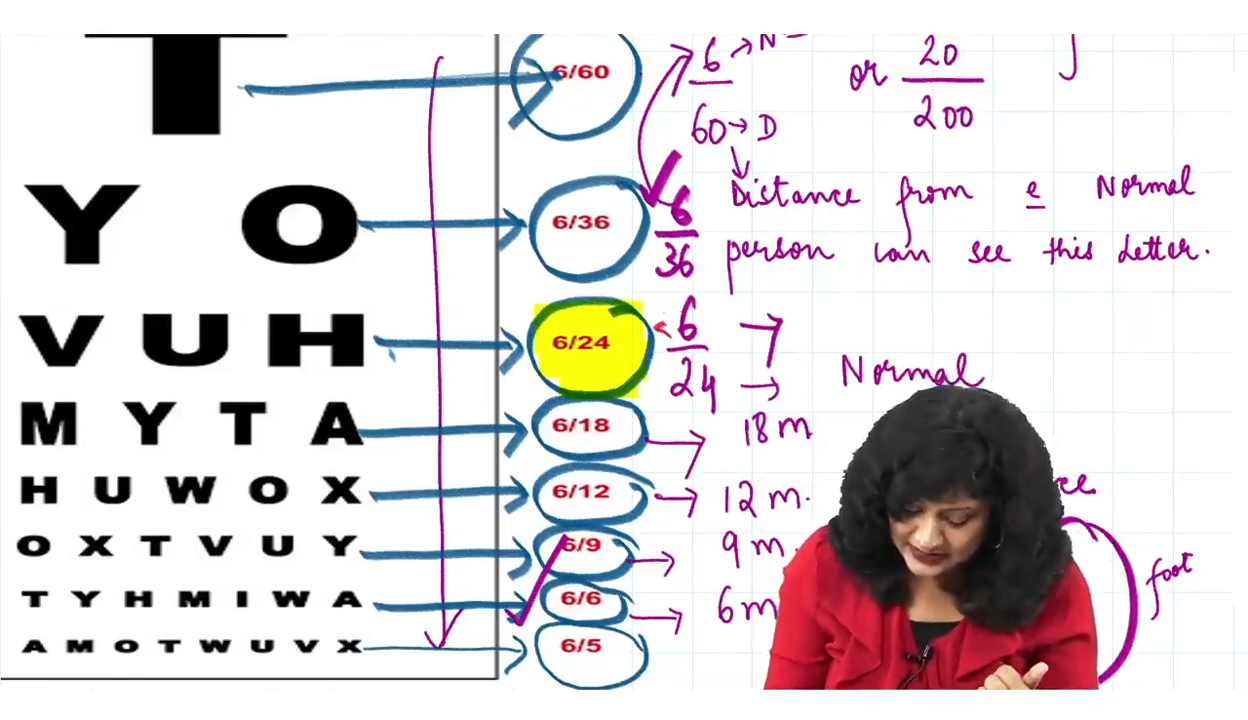 T
6/60
6 → N
60 → D
or 20
200
Y O
6/36
6
36
Distance from e Normal
person can see this Letter.
V U H
6/24
6
24
Normal
M Y T A
6/18
18 m
H U W O X
6/12
12 m.
O X T V U Y
6/9
9 m.
foot
T Y H M I W A
6/6
6 m
A M O T W U V X
6/5